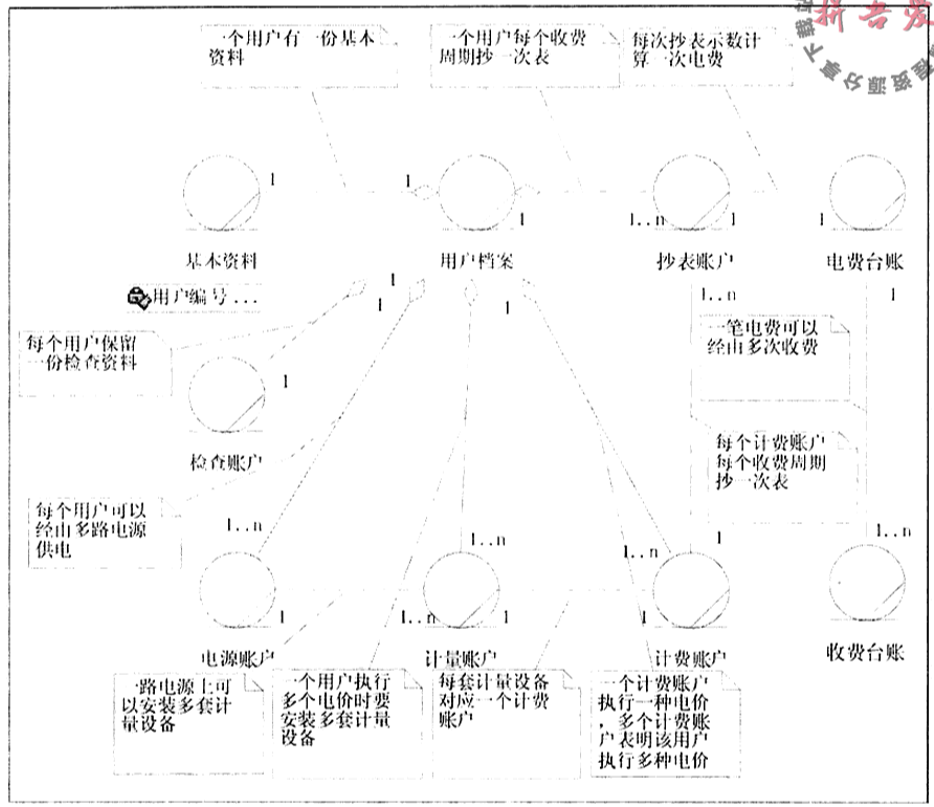 一个用户有一份基本
资料
一个用户每个收费
周期抄一次表
每次抄表示数计
算一次电费
1
1
1
1..n
1
1
基本资料
用户档案
抄表账户
电费台账
用户编号...
1
1
1
1..n
1
每个用户保留
一份检查资料
一笔电费可以
经由多次收费
1
检查账户
每个计费账户
每个收费周期
抄一次表
每个用户可以
经由多路电源
供电
1..n
1..n
1..n
1
1..n
1
1..n
1
1
电源账户
计量账户
计费账户
收费台账
一路电源上可
以安装多套计
量设备
一个用户执行
多个电价时要
安装多套计量
设备
每套计量设备
对应一个计费
账户
一个计费账户
执行一种电价
，多个计费账
户表明该用户
执行多种电价